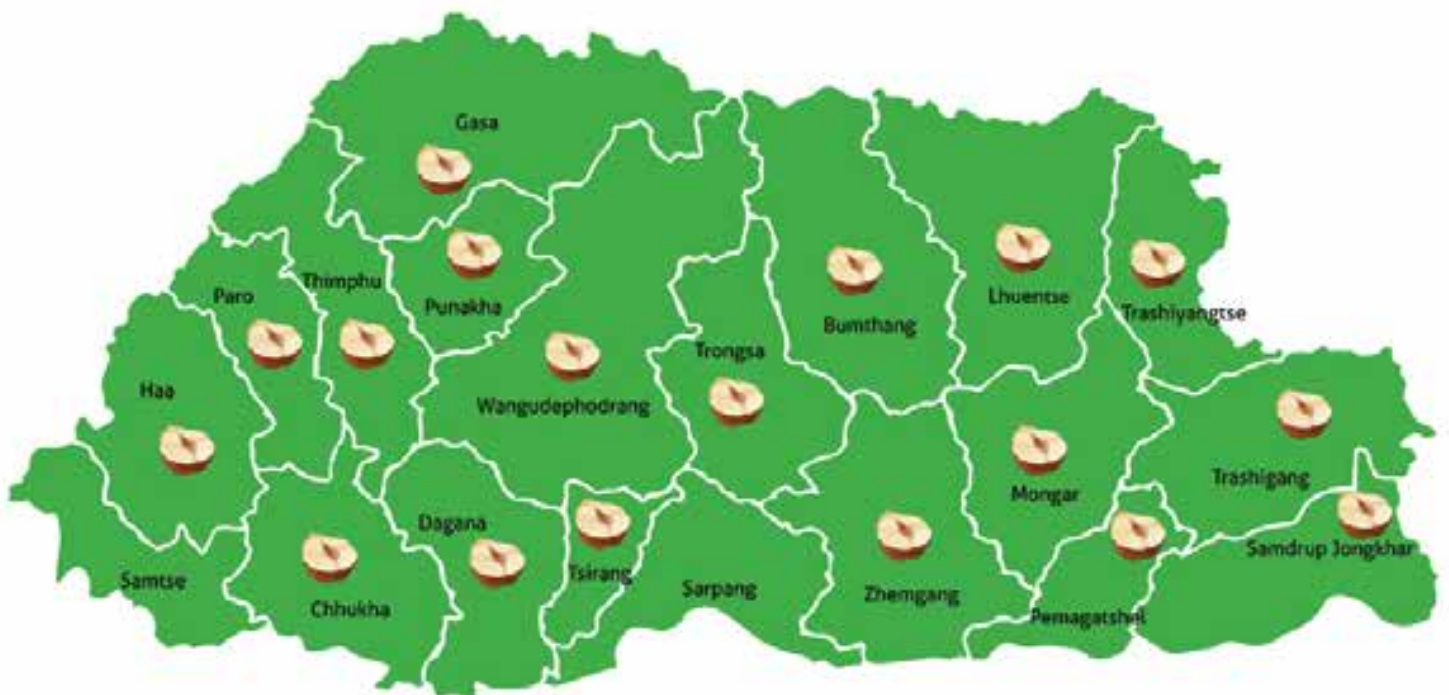 Gasa
Thimphu
Paro
Punakha
Haa
Wangudephodrang
Trongsa
Bumthang
Lhuentse
Trashiyangtse
Samtse
Chhukha
Dagana
Tsirang
Sarpang
Zhemgang
Mongar
Pemagatshel
Trashigang
Samdrup Jongkhar